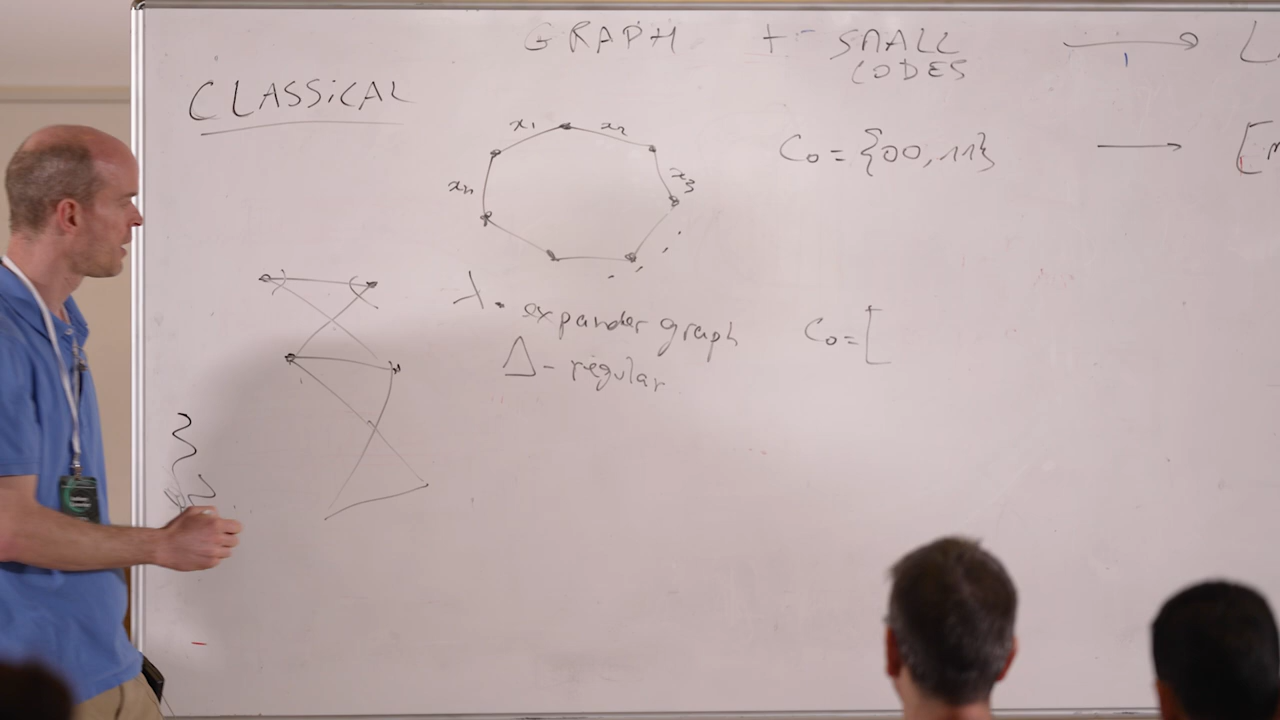 GRAPH + SMALL CODES → L
CLASSiCAL
x₁ x₂
C₀ = {00,11} → [n
x₃
xₙ
λ - expander graph
C₀ = [
Δ - regular